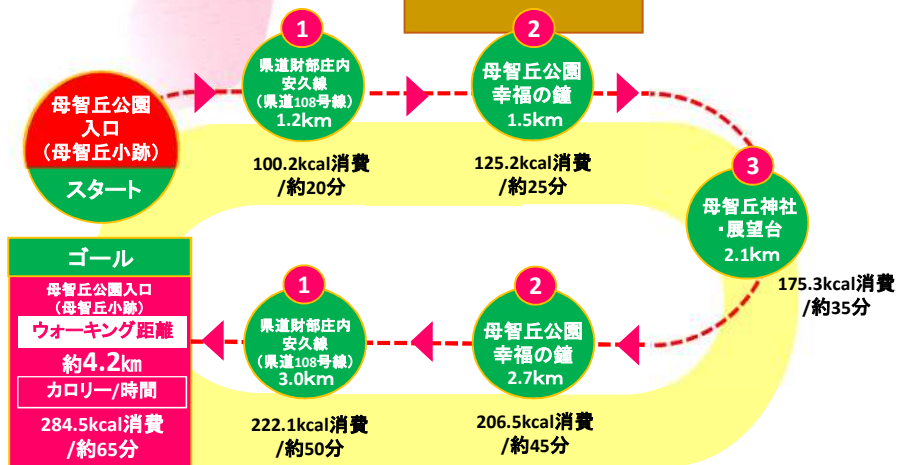 母智丘公園
入口
（母智丘小跡）
スタート
1
県道財部庄内
安久線
（県道108号線）
1.2km
100.2kcal消費
/約20分
2
母智丘公園
幸福の鐘
1.5km
125.2kcal消費
/約25分
3
母智丘神社
・展望台
2.1km
175.3kcal消費
/約35分
2
母智丘公園
幸福の鐘
2.7km
206.5kcal消費
/約45分
1
県道財部庄内
安久線
（県道108号線）
3.0km
222.1kcal消費
/約50分
ゴール
母智丘公園入口
（母智丘小跡）
ウォーキング距離
約4.2km
カロリー/時間
284.5kcal消費
/約65分